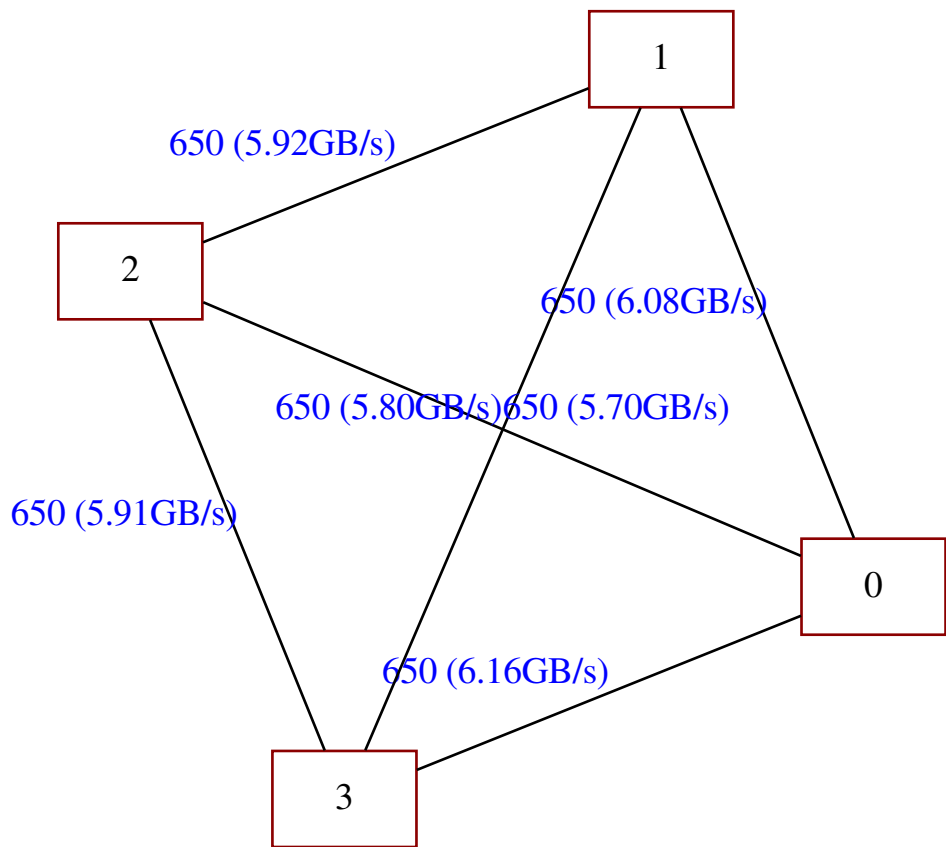 1
650 (5.92GB/s)
2
650 (6.08GB/s)
650 (5.80GB/s)
650 (5.70GB/s)
650 (5.91GB/s)
0
650 (6.16GB/s)
3